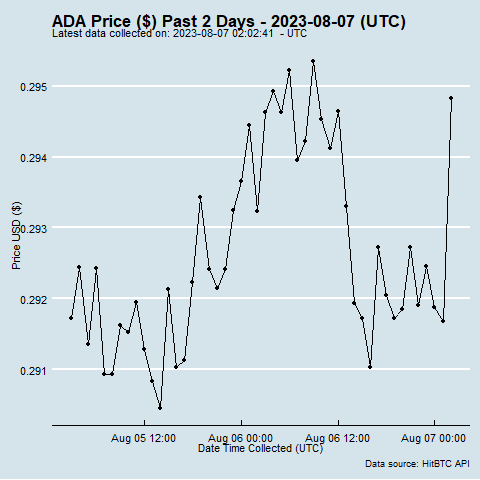 ADA Price ($) Past 2 Days - 2023-08-07 (UTC)
Latest data collected on: 2023-08-07 02:02:41 - UTC
0.295
0.294
0.293
0.292
0.291
Price USD ($)
Aug 05 12:00
Aug 06 00:00
Aug 06 12:00
Aug 07 00:00
Date Time Collected (UTC)
Data source: HitBTC API